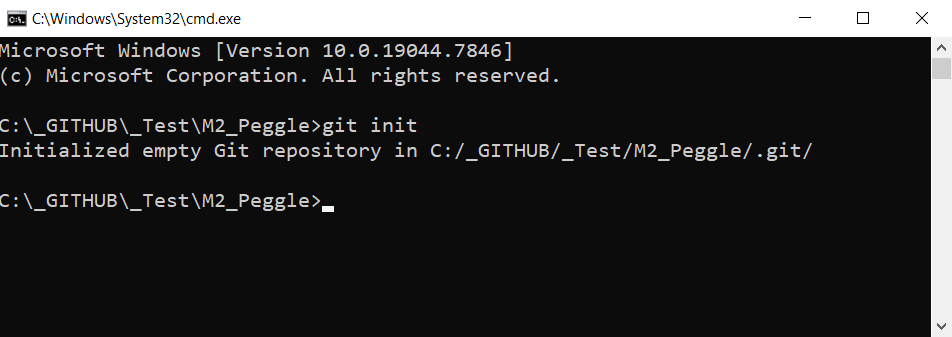 C:\Windows\System32\cmd.exe
Microsoft Windows [Version 10.0.19044.7846]
(c) Microsoft Corporation. All rights reserved.
C:\_GITHUB\_Test\M2_Peggle>git init
Initialized empty Git repository in C:/_GITHUB/_Test/M2_Peggle/.git/
C:\_GITHUB\_Test\M2_Peggle>